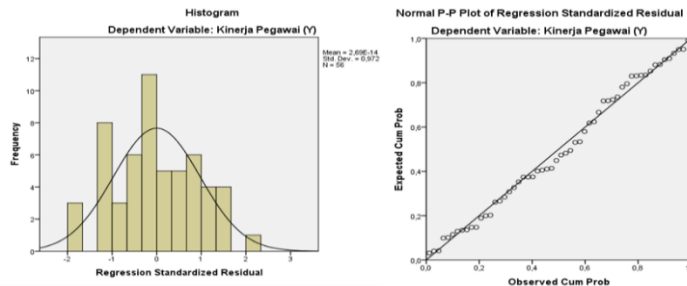 Histogram
Dependent Variable: Kinerja Pegawai (Y)
Mean = 2,69E-14
Std. Dev. = 0,972
N = 56
12
10
8
6
4
2
0
Frequency
-2 -1 0 1 2 3
Regression Standardized Residual
Normal P-P Plot of Regression Standardized Residual
Dependent Variable: Kinerja Pegawai (Y)
1,0
0,8
0,6
0,4
0,2
0,0
Expected Cum Prob
0,0 0,2 0,4 0,6 0,8
Observed Cum Prob